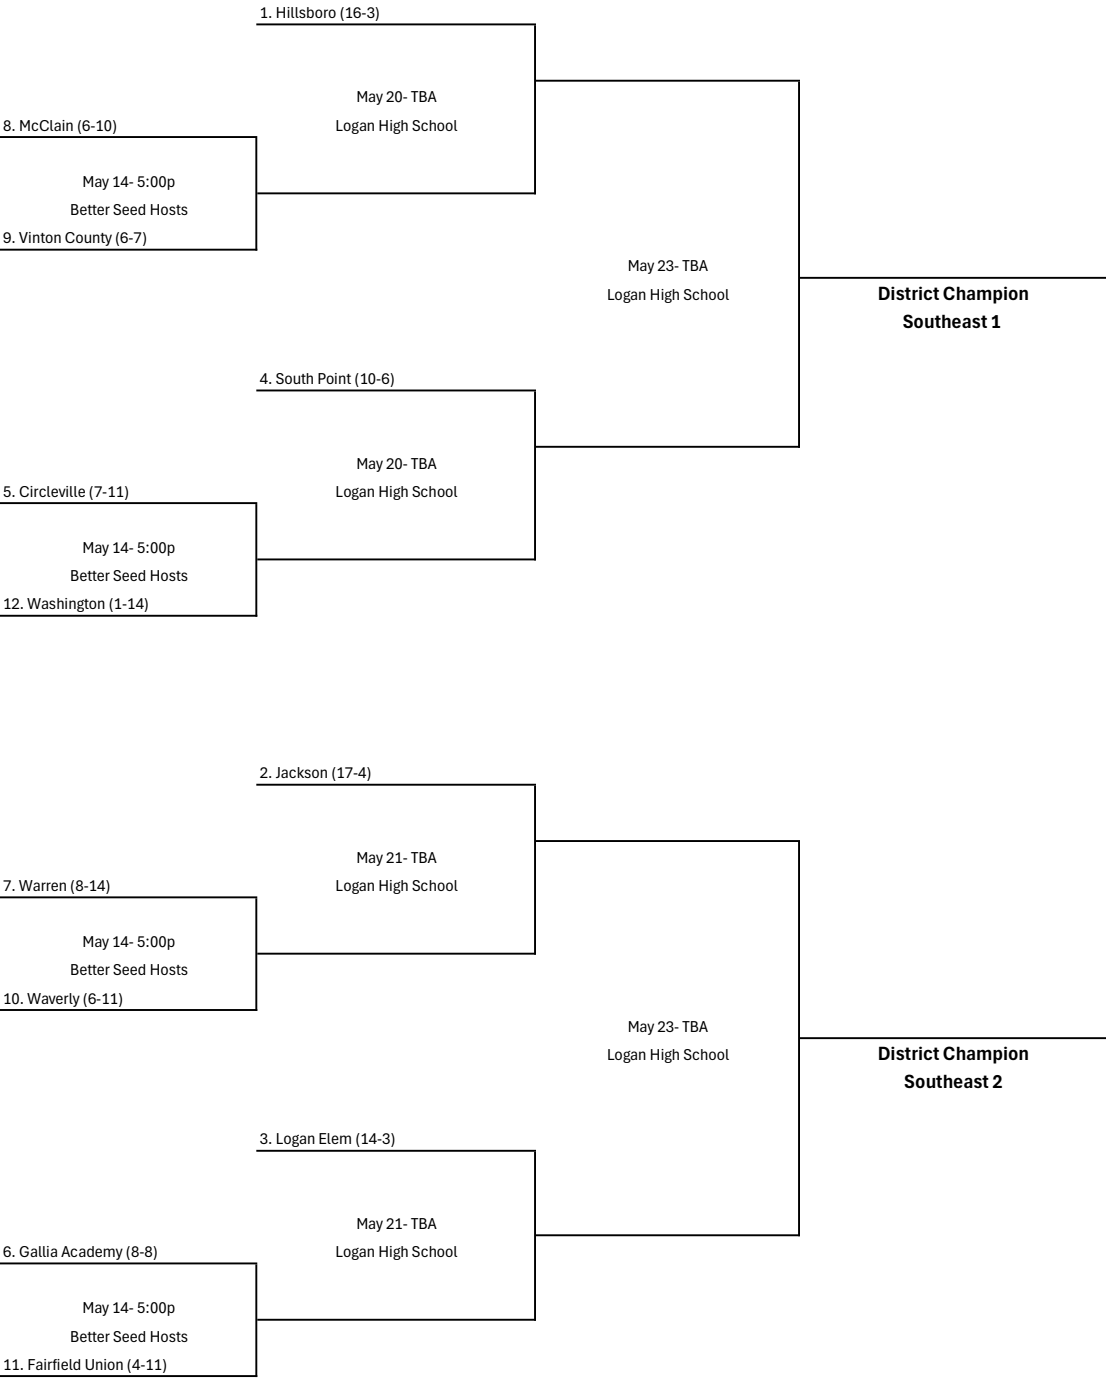 1. Hillsboro (16-3)
May 20- TBA
Logan High School
8. McClain (6-10)
May 14- 5:00p
Better Seed Hosts
9. Vinton County (6-7)
May 23- TBA
Logan High School
District Champion
Southeast 1
4. South Point (10-6)
May 20- TBA
Logan High School
5. Circleville (7-11)
May 14- 5:00p
Better Seed Hosts
12. Washington (1-14)
2. Jackson (17-4)
May 21- TBA
Logan High School
7. Warren (8-14)
May 14- 5:00p
Better Seed Hosts
10. Waverly (6-11)
May 23- TBA
Logan High School
District Champion
Southeast 2
3. Logan Elem (14-3)
May 21- TBA
Logan High School
6. Gallia Academy (8-8)
May 14- 5:00p
Better Seed Hosts
11. Fairfield Union (4-11)